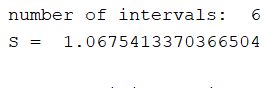 number of intervals:  6
S =  1.0675413370366504